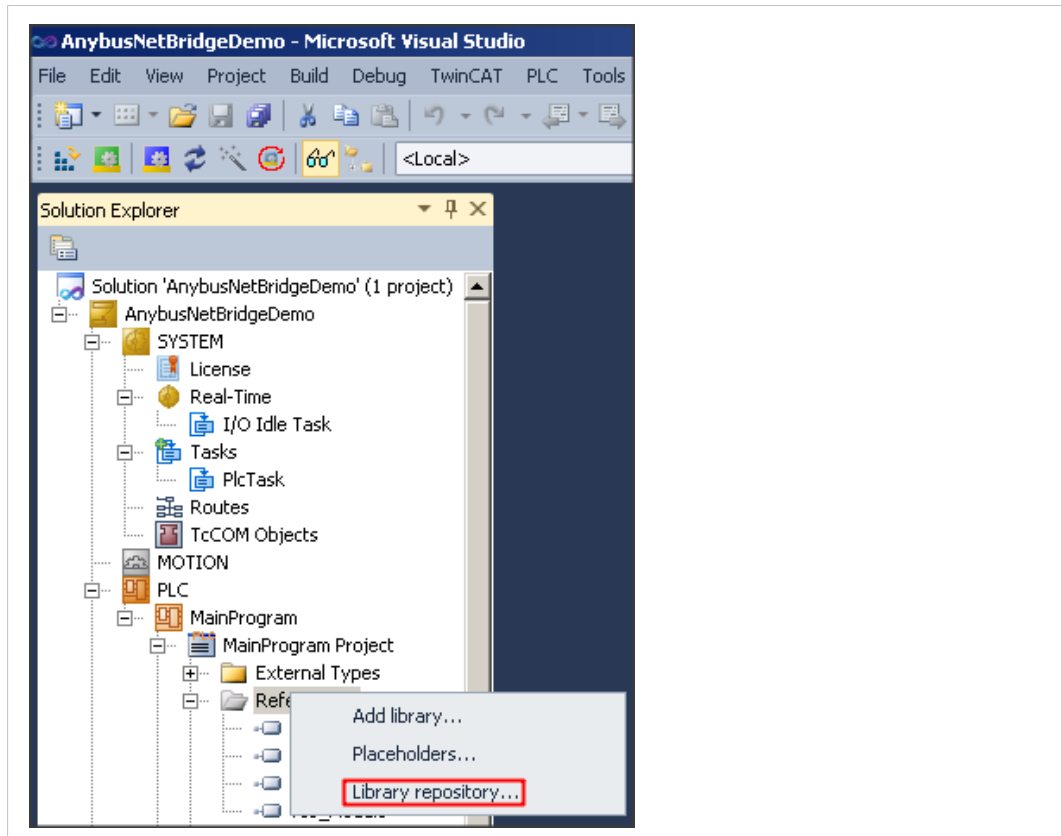 AnybusNetBridgeDemo - Microsoft Visual Studio
File Edit View Project Build Debug TwinCAT PLC Tools
<Local>
Solution Explorer
Solution 'AnybusNetBridgeDemo' (1 project)
AnybusNetBridgeDemo
SYSTEM
License
Real-Time
I/O Idle Task
Tasks
PlcTask
Routes
TcCOM Objects
MOTION
PLC
MainProgram
MainProgram Project
External Types
Refe
Add library...
Placeholders...
Library repository...